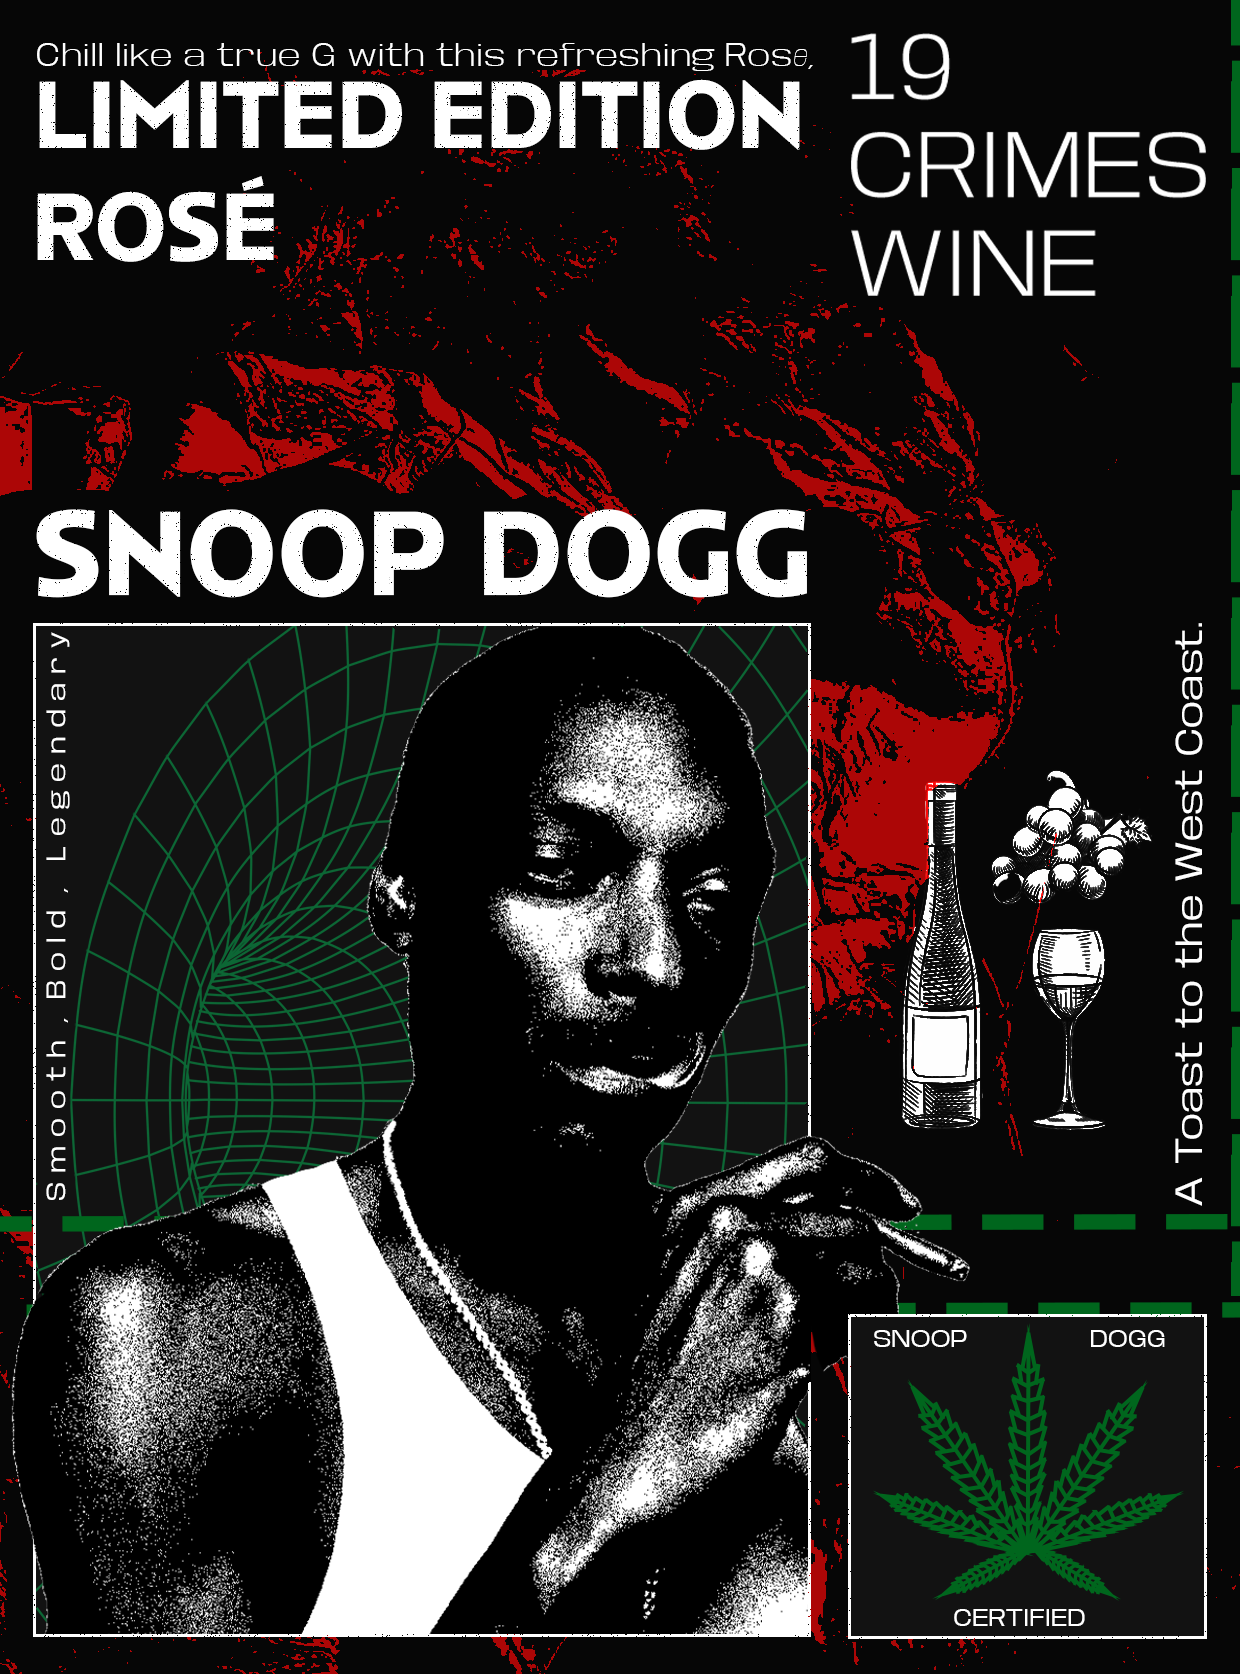 Chill like a true G with this refreshing Rose,
LIMITED EDITION
ROSÉ
19
CRIMES
WINE
SNOOP DOGG
Smooth , Bold , Legendary
A Toast to the West Coast.
SNOOP DOGG
CERTIFIED